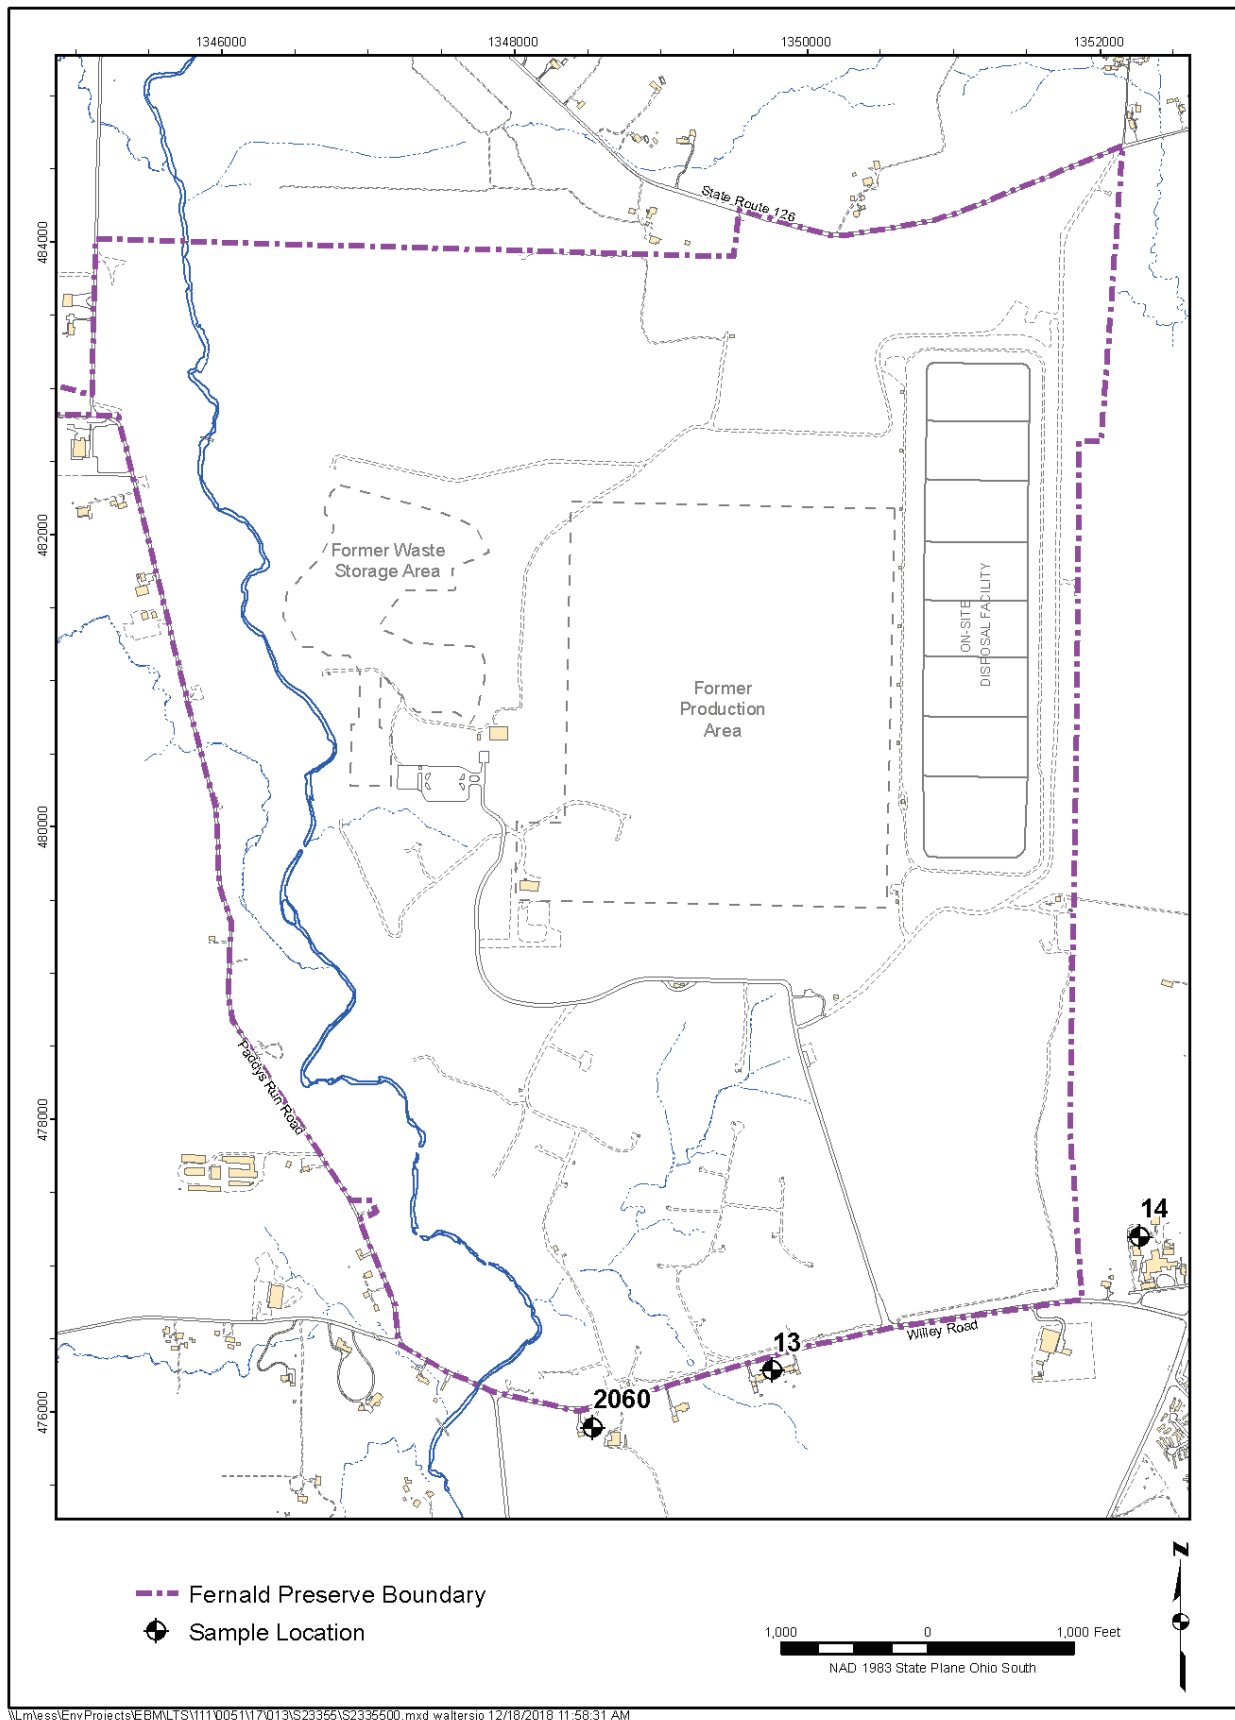 1346000
1348000
1350000
1352000
484000
482000
480000
478000
476000
State Route 126
Former Waste
Storage Area
Former
Production
Area
ON-SITE
DISPOSAL FACILITY
Paddys Run Road
14
13
Willey Road
2060
Fernald Preserve Boundary
Sample Location
N
1,000
0
1,000 Feet
NAD 1983 State Plane Ohio South
\\Lm\ess\EnvProjects\EBM\LTS\111\0051\17\013\S23355\S2335500.mxd waltersio 12/18/2018 11:58:31 AM